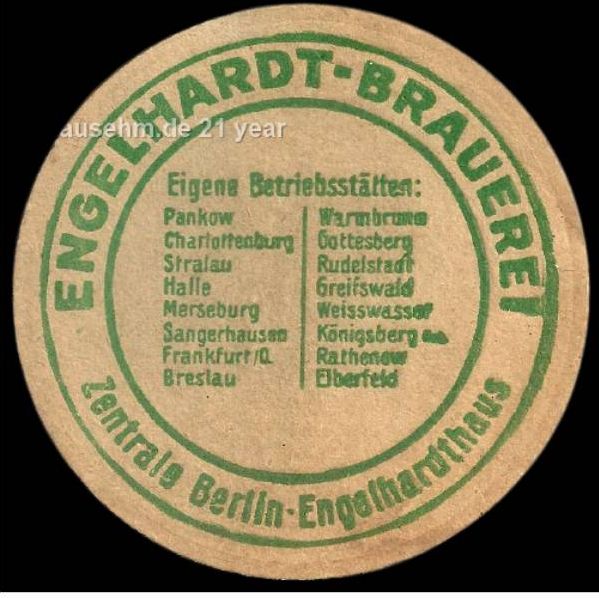 ENGELHARDT-BRAUEREI
ausehm.de 21 year
Eigene Betriebsstätten:
Pankow
Charlottenburg
Stralau
Halle
Merseburg
Sangerhausen
Frankfurt/O.
Breslau
Warmbrunn
Gottesberg
Rudelstadt
Greifswald
Weisswasser
Königsberg
Rathenow
Elberfeld
Zentrale Berlin-Engelhardthaus